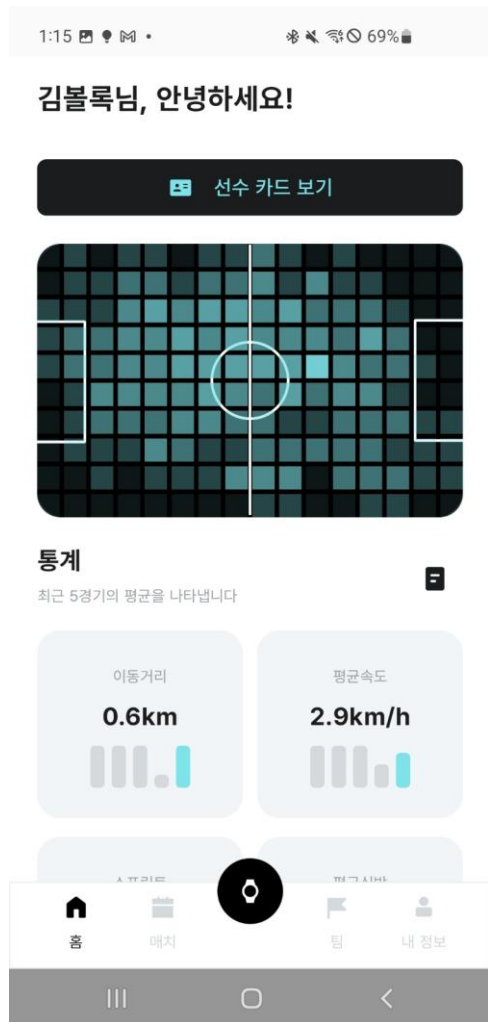 1:15
69%
김볼록님, 안녕하세요!
선수 카드 보기
통계
최근 5경기의 평균을 나타냅니다
이동거리
평균속도
0.6km
2.9km/h
홈
매치
팀
내 정보